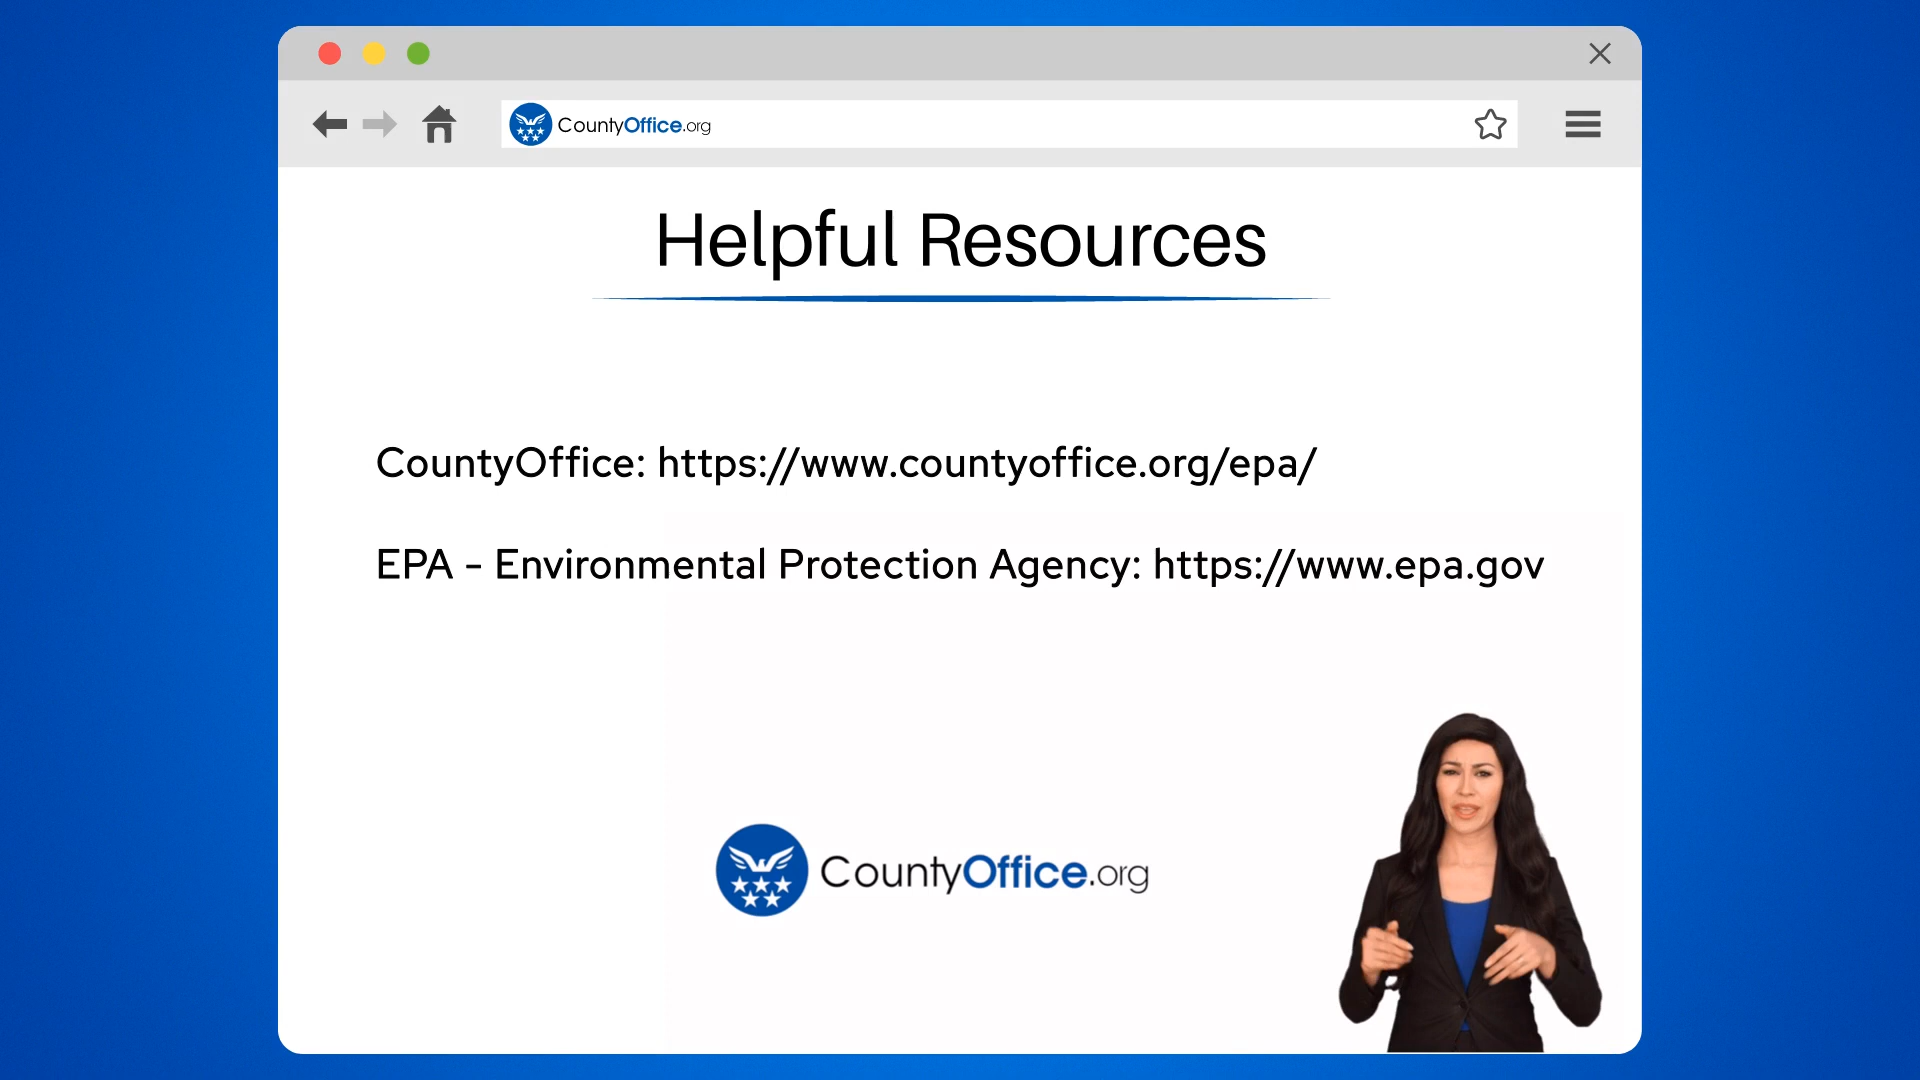 CountyOffice.org
Helpful Resources
CountyOffice: https://www.countyoffice.org/epa/
EPA - Environmental Protection Agency: https://www.epa.gov
CountyOffice.org